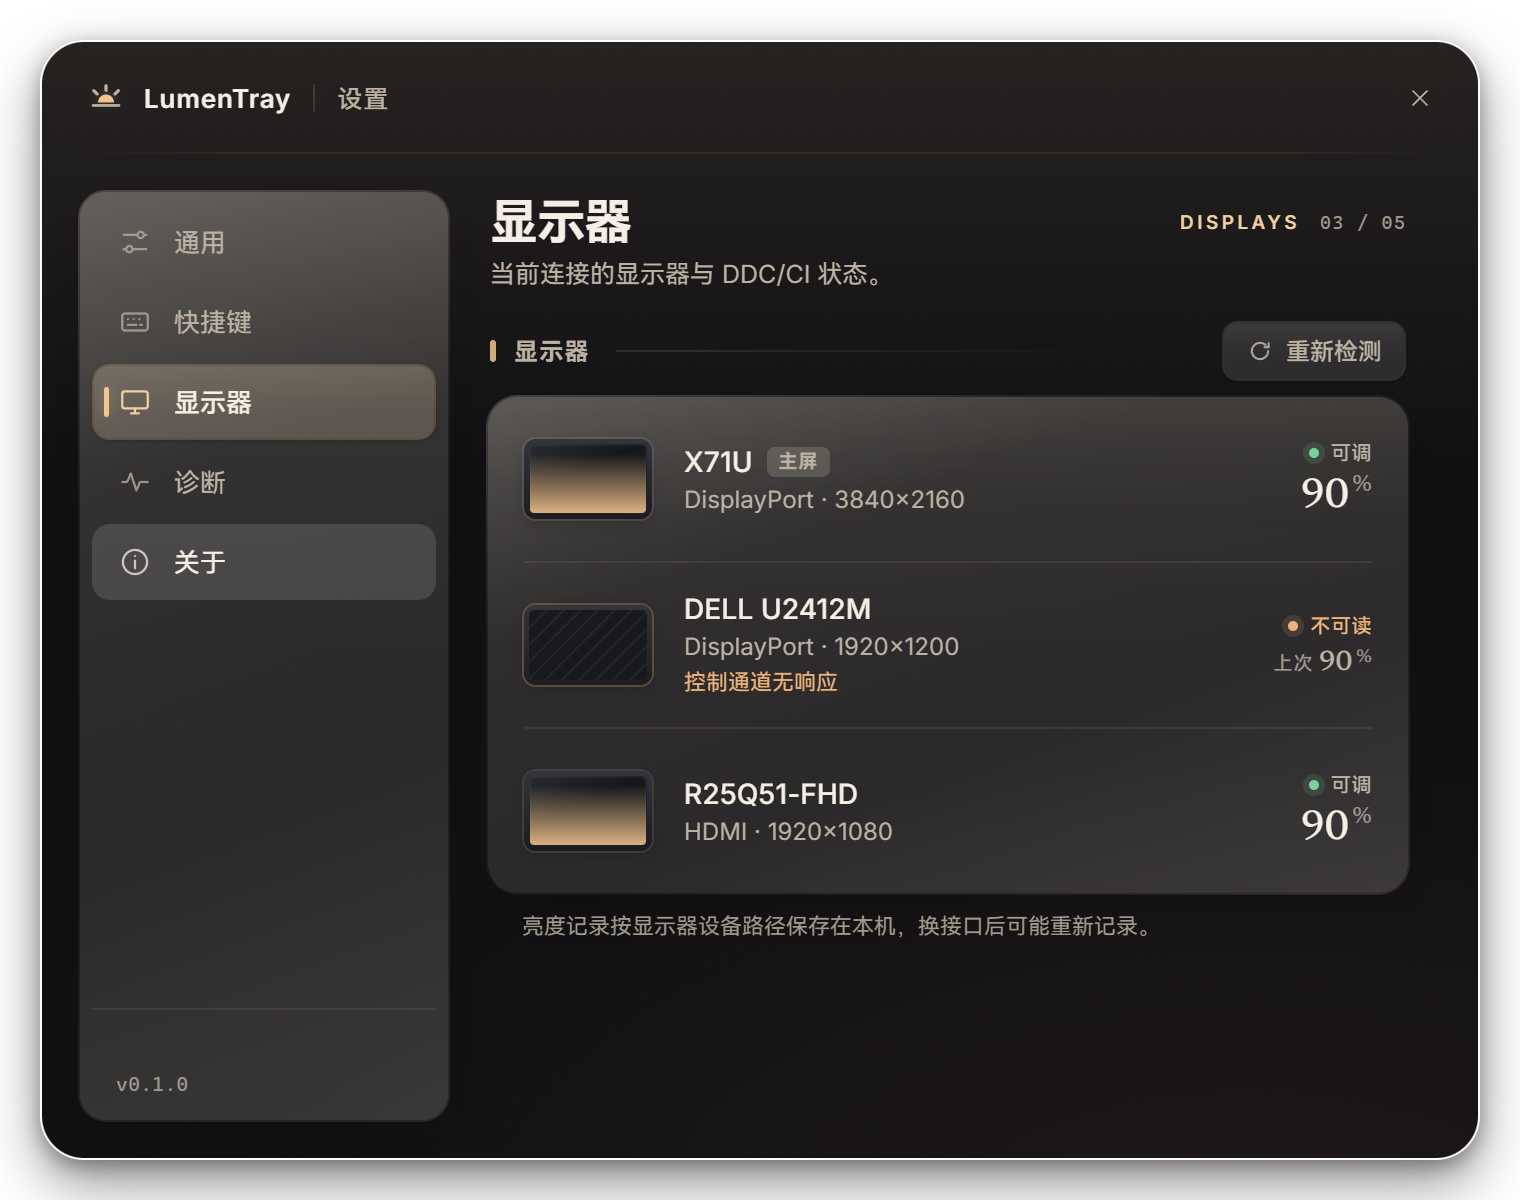 LumenTray 设置
通用
快捷键
显示器
诊断
关于
v0.1.0
显示器
DISPLAYS 03 / 05
当前连接的显示器与 DDC/CI 状态。
显示器
重新检测
X71U 主屏
DisplayPort · 3840×2160
可调
90%
DELL U2412M
DisplayPort · 1920×1200
控制通道无响应
不可读
上次 90%
R25Q51-FHD
HDMI · 1920×1080
可调
90%
亮度记录按显示器设备路径保存在本机，换接口后可能重新记录。